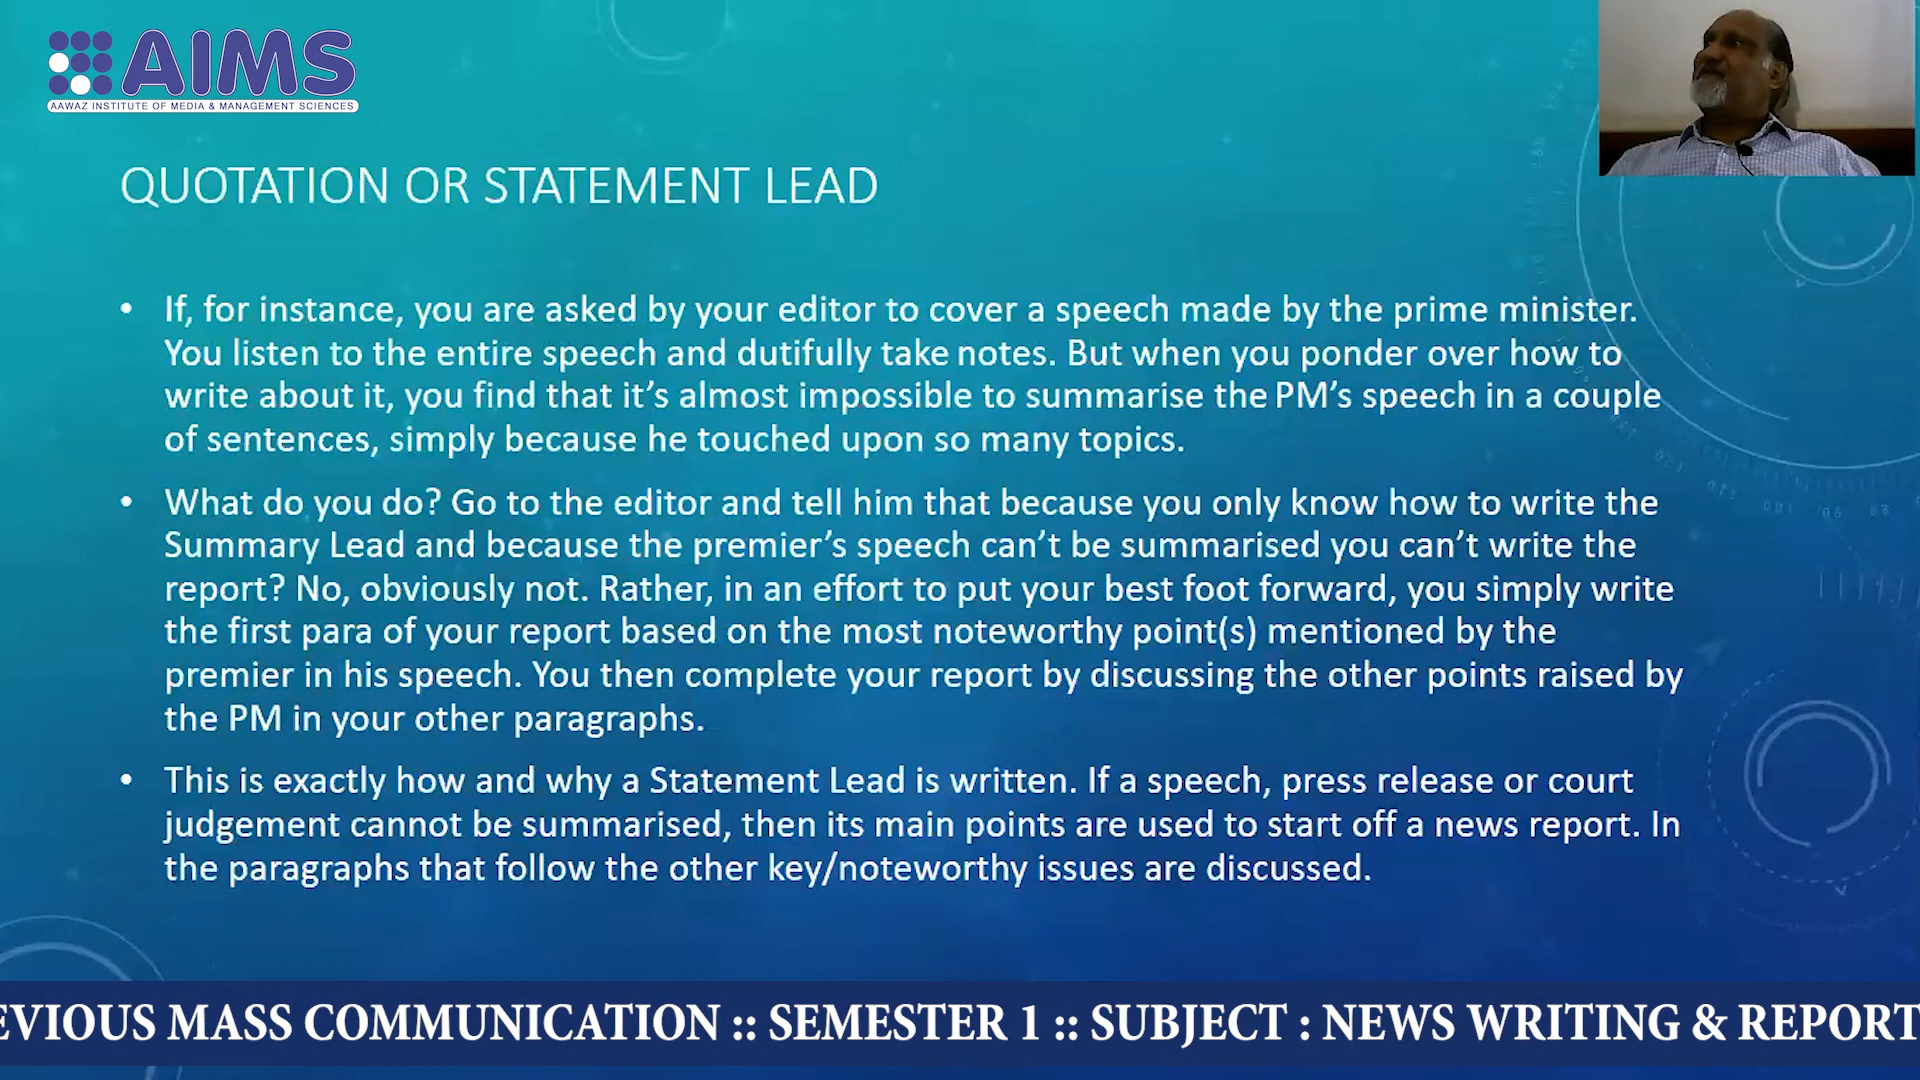 AIMS
AAWAZ INSTITUTE OF MEDIA & MANAGEMENT SCIENCES
QUOTATION OR STATEMENT LEAD
• If, for instance, you are asked by your editor to cover a speech made by the prime minister.
You listen to the entire speech and dutifully take notes. But when you ponder over how to
write about it, you find that it’s almost impossible to summarise the PM’s speech in a couple
of sentences, simply because he touched upon so many topics.
• What do you do? Go to the editor and tell him that because you only know how to write the
Summary Lead and because the premier’s speech can’t be summarised you can’t write the
report? No, obviously not. Rather, in an effort to put your best foot forward, you simply write
the first para of your report based on the most noteworthy point(s) mentioned by the
premier in his speech. You then complete your report by discussing the other points raised by
the PM in your other paragraphs.
• This is exactly how and why a Statement Lead is written. If a speech, press release or court
judgement cannot be summarised, then its main points are used to start off a news report. In
the paragraphs that follow the other key/noteworthy issues are discussed.
EVIOUS MASS COMMUNICATION :: SEMESTER 1 :: SUBJECT : NEWS WRITING & REPORT